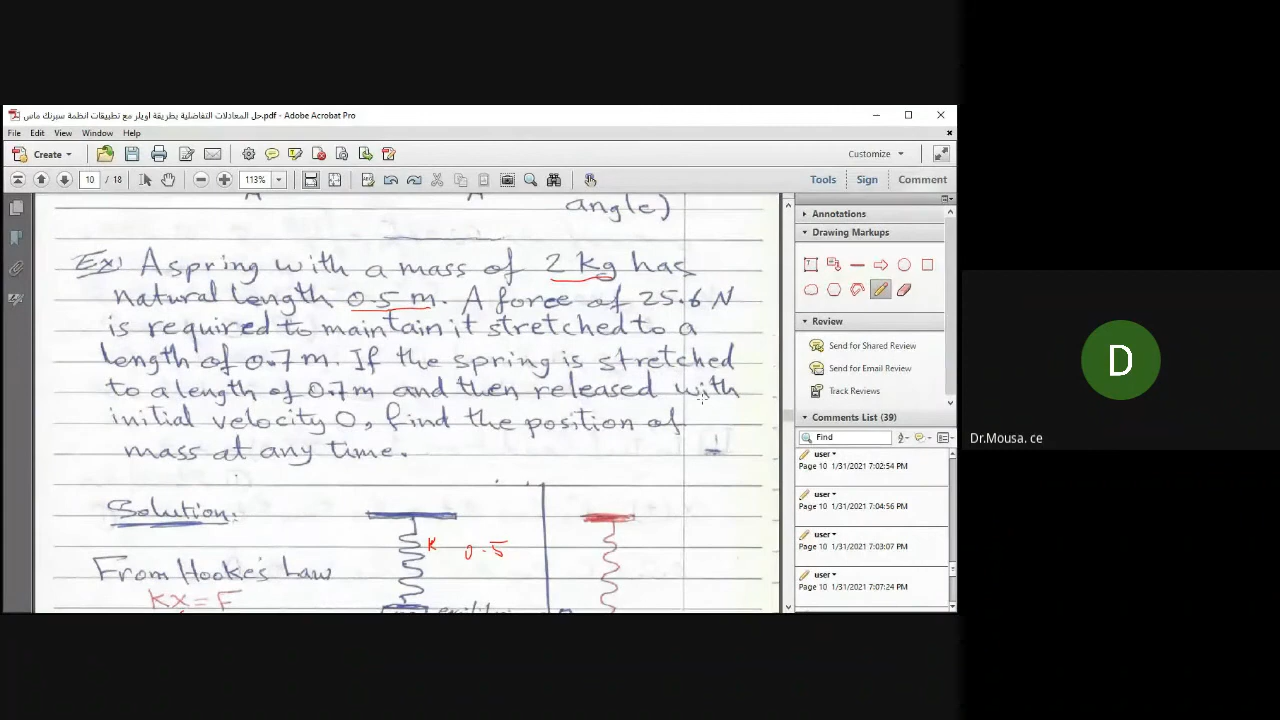 حل المعادلات التفاضلية بطريقة اويلر مع تطبيقات انظمة سبرنك ماس.pdf - Adobe Acrobat Pro
File Edit View Window Help
Create
Customize
10 / 18
113%
Tools Sign Comment
angle)
Ex: A spring with a mass of 2 kg has
natural length 0.5 m. A force of 25.6 N
is required to maintain it stretched to a
length of 0.7 m. If the spring is stretched
to a length of 0.7 m and then released with
initial velocity 0, find the position of
mass at any time.
Solution:
K 0.5
From Hooke's Law
KX = F
Annotations
Drawing Markups
Review
Send for Shared Review
Send for Email Review
Track Reviews
Comments List (39)
Find
user
Page 10 1/31/2021 7:02:54 PM
user
Page 10 1/31/2021 7:04:56 PM
user
Page 10 1/31/2021 7:03:07 PM
user
Page 10 1/31/2021 7:07:24 PM
D
Dr.Mousa. ce